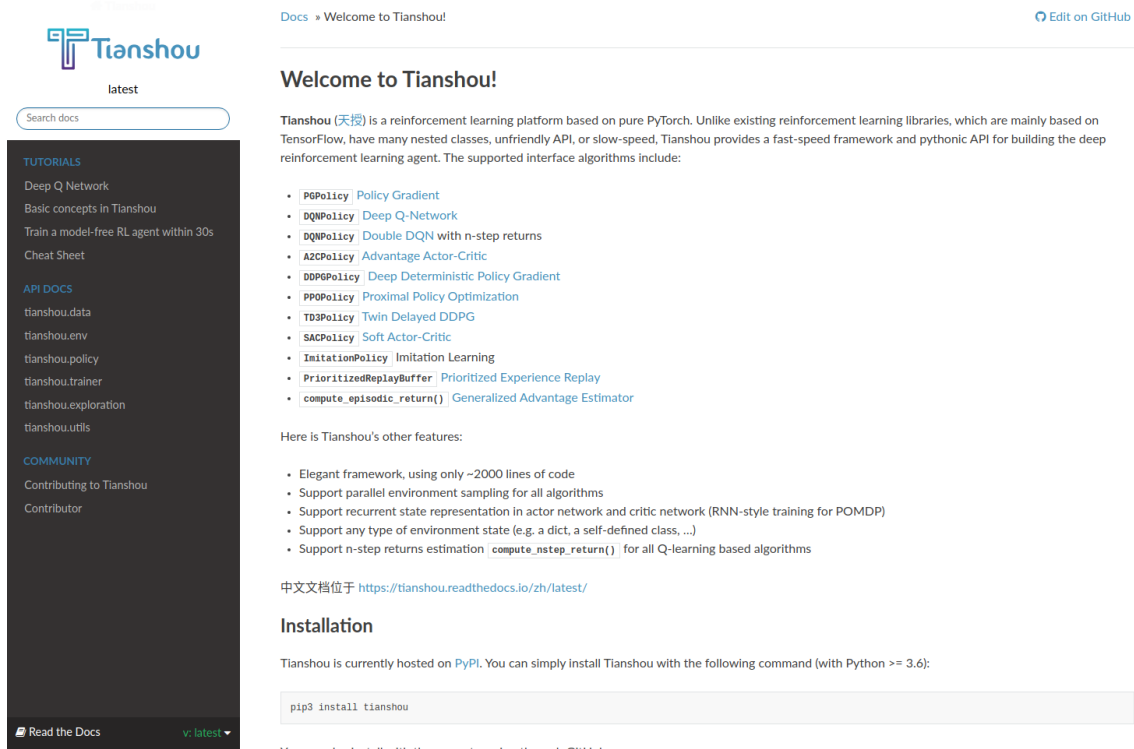 Tianshou
latest
Search docs
TUTORIALS
Deep Q Network
Basic concepts in Tianshou
Train a model-free RL agent within 30s
Cheat Sheet
API DOCS
tianshou.data
tianshou.env
tianshou.policy
tianshou.trainer
tianshou.exploration
tianshou.utils
COMMUNITY
Contributing to Tianshou
Contributor
Read the Docs v: latest
Docs » Welcome to Tianshou! Edit on GitHub
Welcome to Tianshou!
Tianshou (天授) is a reinforcement learning platform based on pure PyTorch. Unlike existing reinforcement learning libraries, which are mainly based on
TensorFlow, have many nested classes, unfriendly API, or slow-speed, Tianshou provides a fast-speed framework and pythonic API for building the deep
reinforcement learning agent. The supported interface algorithms include:
• PGPolicy Policy Gradient
• DQNPolicy Deep Q-Network
• DQNPolicy Double DQN with n-step returns
• A2CPolicy Advantage Actor-Critic
• DDPGPolicy Deep Deterministic Policy Gradient
• PPOPolicy Proximal Policy Optimization
• TD3Policy Twin Delayed DDPG
• SACPolicy Soft Actor-Critic
• ImitationPolicy Imitation Learning
• PrioritizedReplayBuffer Prioritized Experience Replay
• compute_episodic_return() Generalized Advantage Estimator
Here is Tianshou's other features:
• Elegant framework, using only ~2000 lines of code
• Support parallel environment sampling for all algorithms
• Support recurrent state representation in actor network and critic network (RNN-style training for POMDP)
• Support any type of environment state (e.g. a dict, a self-defined class, ...)
• Support n-step returns estimation compute_nstep_return() for all Q-learning based algorithms
中文文档位于 https://tianshou.readthedocs.io/zh/latest/
Installation
Tianshou is currently hosted on PyPI. You can simply install Tianshou with the following command (with Python >= 3.6):
pip3 install tianshou